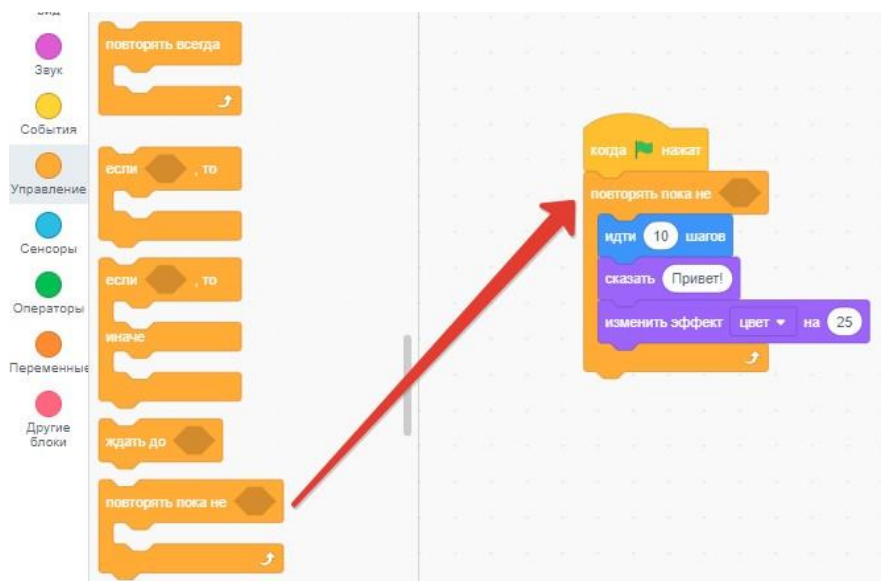 Звук
События
Управление
Сенсоры
Операторы
Переменные
Другие
блоки
повторять всегда
если , то
если , то
иначе
ждать до
повторять пока не
когда нажат
повторять пока не
идти 10 шагов
сказать Привет!
изменить эффект цвет на 25